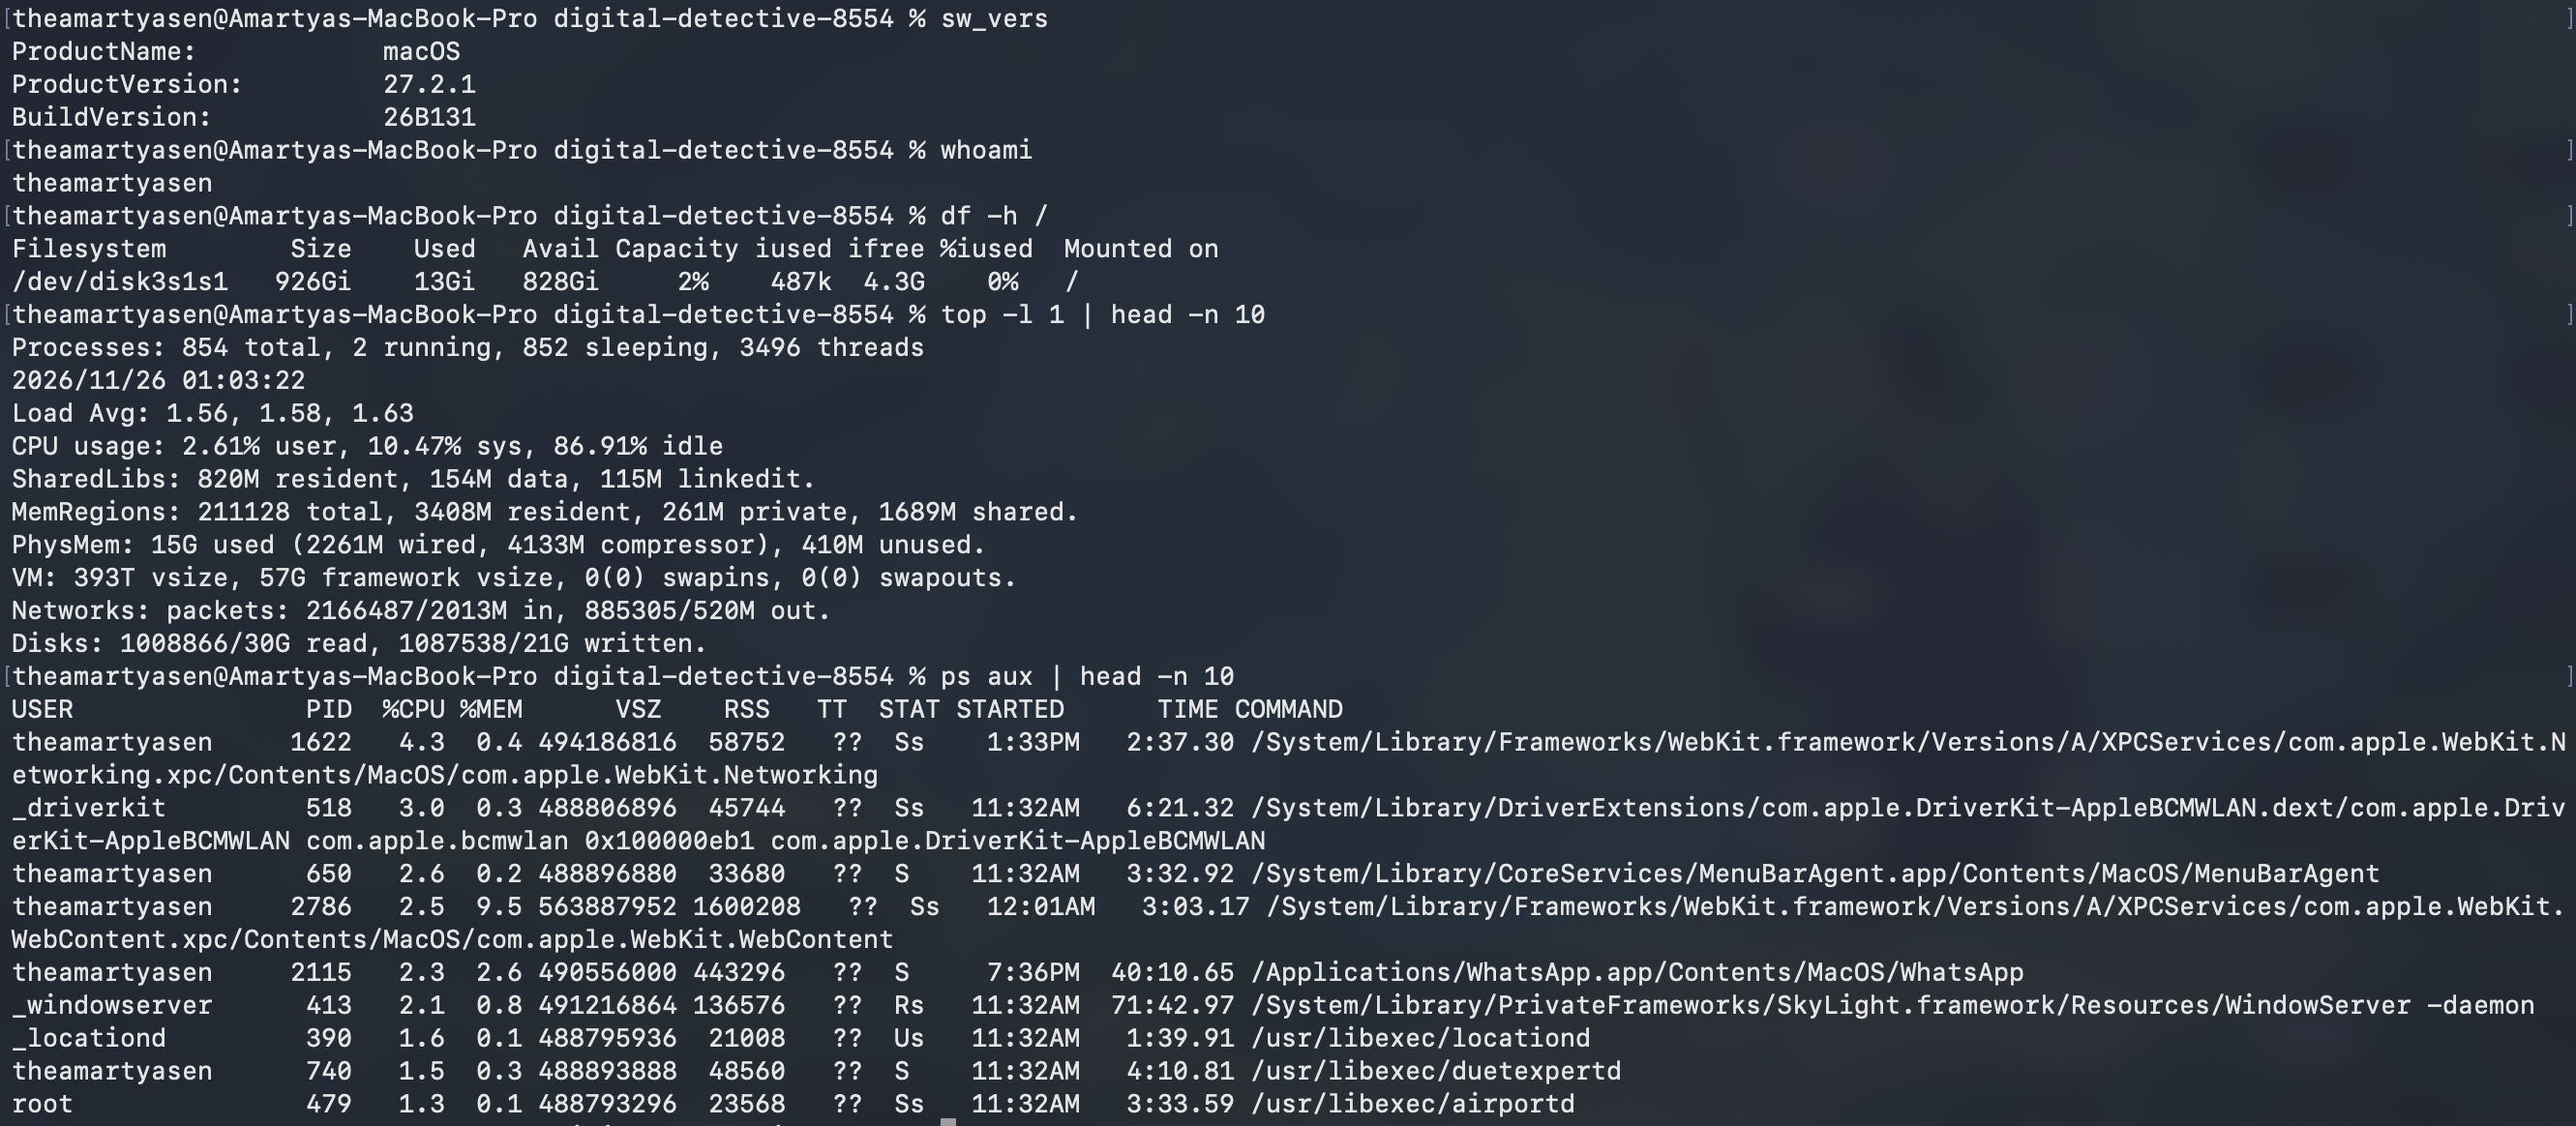 [theamartyasen@Amartyas-MacBook-Pro digital-detective-8554 % sw_vers ]
ProductName: macOS
ProductVersion: 27.2.1
BuildVersion: 26B131
[theamartyasen@Amartyas-MacBook-Pro digital-detective-8554 % whoami ]
theamartyasen
[theamartyasen@Amartyas-MacBook-Pro digital-detective-8554 % df -h / ]
Filesystem Size Used Avail Capacity iused ifree %iused Mounted on
/dev/disk3s1s1 926Gi 13Gi 828Gi 2% 487k 4.3G 0% /
[theamartyasen@Amartyas-MacBook-Pro digital-detective-8554 % top -l 1 | head -n 10 ]
Processes: 854 total, 2 running, 852 sleeping, 3496 threads
2026/11/26 01:03:22
Load Avg: 1.56, 1.58, 1.63
CPU usage: 2.61% user, 10.47% sys, 86.91% idle
SharedLibs: 820M resident, 154M data, 115M linkedit.
MemRegions: 211128 total, 3408M resident, 261M private, 1689M shared.
PhysMem: 15G used (2261M wired, 4133M compressor), 410M unused.
VM: 393T vsize, 57G framework vsize, 0(0) swapins, 0(0) swapouts.
Networks: packets: 2166487/2013M in, 885305/520M out.
Disks: 1008866/30G read, 1087538/21G written.
[theamartyasen@Amartyas-MacBook-Pro digital-detective-8554 % ps aux | head -n 10 ]
USER PID %CPU %MEM VSZ RSS TT STAT STARTED TIME COMMAND
theamartyasen 1622 4.3 0.4 494186816 58752 ?? Ss 1:33PM 2:37.30 /System/Library/Frameworks/WebKit.framework/Versions/A/XPCServices/com.apple.WebKit.N
etworking.xpc/Contents/MacOS/com.apple.WebKit.Networking
_driverkit 518 3.0 0.3 488806896 45744 ?? Ss 11:32AM 6:21.32 /System/Library/DriverExtensions/com.apple.DriverKit-AppleBCMWLAN.dext/com.apple.Driv
erKit-AppleBCMWLAN com.apple.bcmwlan 0x100000eb1 com.apple.DriverKit-AppleBCMWLAN
theamartyasen 650 2.6 0.2 488896880 33680 ?? S 11:32AM 3:32.92 /System/Library/CoreServices/MenuBarAgent.app/Contents/MacOS/MenuBarAgent
theamartyasen 2786 2.5 9.5 563887952 1600208 ?? Ss 12:01AM 3:03.17 /System/Library/Frameworks/WebKit.framework/Versions/A/XPCServices/com.apple.WebKit.
WebContent.xpc/Contents/MacOS/com.apple.WebKit.WebContent
theamartyasen 2115 2.3 2.6 490556000 443296 ?? S 7:36PM 40:10.65 /Applications/WhatsApp.app/Contents/MacOS/WhatsApp
_windowserver 413 2.1 0.8 491216864 136576 ?? Rs 11:32AM 71:42.97 /System/Library/PrivateFrameworks/SkyLight.framework/Resources/WindowServer -daemon
_locationd 390 1.6 0.1 488795936 21008 ?? Us 11:32AM 1:39.91 /usr/libexec/locationd
theamartyasen 740 1.5 0.3 488893888 48560 ?? S 11:32AM 4:10.81 /usr/libexec/duetexpertd
root 479 1.3 0.1 488793296 23568 ?? Ss 11:32AM 3:33.59 /usr/libexec/airportd